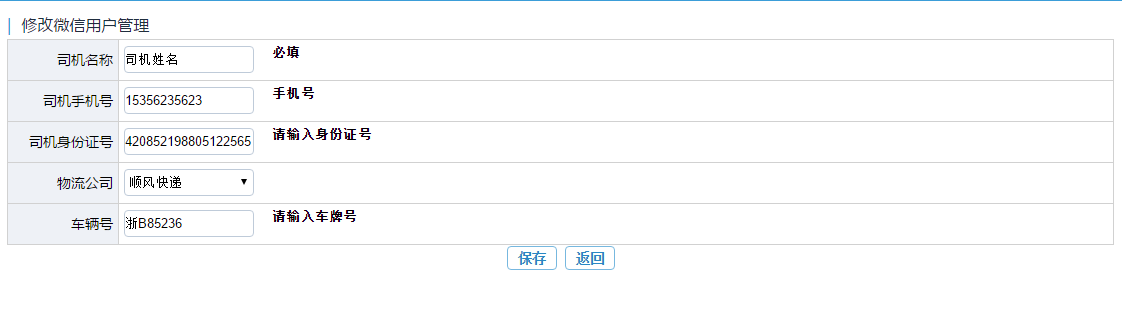 修改微信用户管理
司机名称 司机姓名 必填
司机手机号 15356235623 手机号
司机身份证号 420852198805122565 请输入身份证号
物流公司 顺风快递
车辆号 浙B85236 请输入车牌号
保存 返回